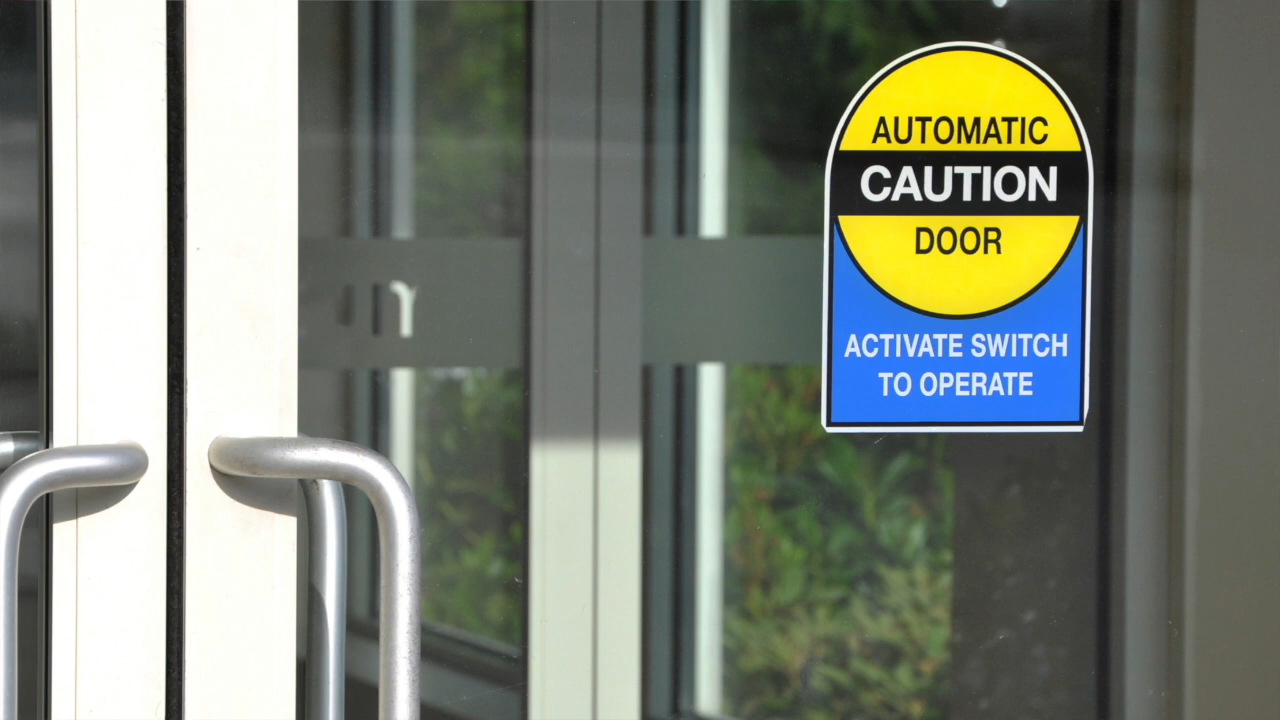 AUTOMATIC
CAUTION
DOOR
ACTIVATE SWITCH
TO OPERATE